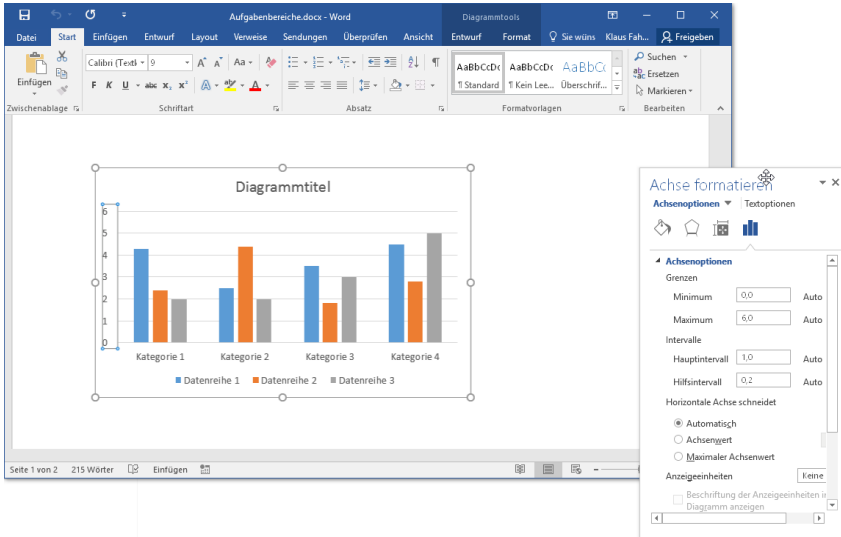 Aufgabenbereiche.docx - Word
Diagrammtools
Datei Start Einfügen Entwurf Layout Verweise Sendungen Überprüfen Ansicht Entwurf Format Sie wüns Klaus Fah... Freigeben
Einfügen
Calibri (Textk 9
A A Aa
F K U abc x₂ x²
A aby A
AaBbCcDc AaBbCcDc AaBbCc
¶ Standard ¶ Kein Lee... Überschrif...
Suchen
Ersetzen
Markieren
Zwischenablage Schriftart Absatz Formatvorlagen Bearbeiten
Diagrammtitel
6
5
4
3
2
1
0
Kategorie 1 Kategorie 2 Kategorie 3 Kategorie 4
Datenreihe 1 Datenreihe 2 Datenreihe 3
Seite 1 von 2 215 Wörter Einfügen
Achse formatieren
Achsenoptionen Textoptionen
Achsenoptionen
Grenzen
Minimum 0,0 Auto
Maximum 6,0 Auto
Intervalle
Hauptintervall 1,0 Auto
Hilfsintervall 0,2 Auto
Horizontale Achse schneidet
Automatisch
Achsenwert
Maximaler Achsenwert
Anzeigeeinheiten Keine
Beschriftung der Anzeigeeinheiten i
Diagramm anzeigen